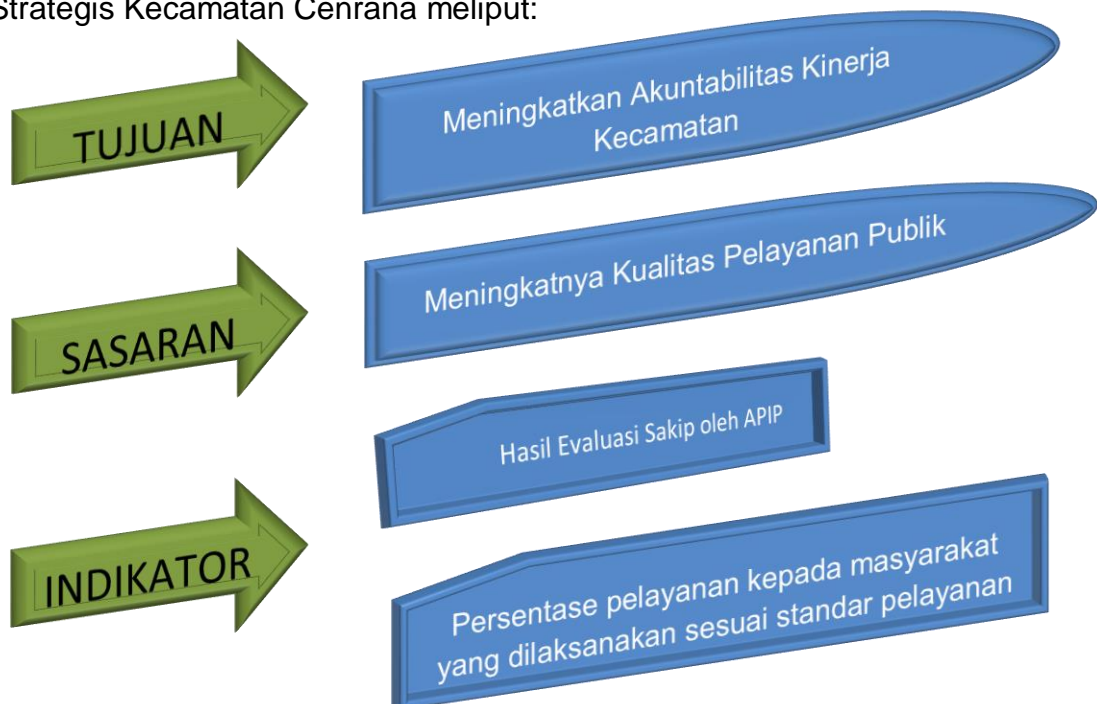 Strategis Kecamatan Cenrana meliput:
TUJUAN
Meningkatkan Akuntabilitas Kinerja
Kecamatan
SASARAN
Meningkatnya Kualitas Pelayanan Publik
Hasil Evaluasi Sakip oleh APIP
INDIKATOR
Persentase pelayanan kepada masyarakat
yang dilaksanakan sesuai standar pelayanan